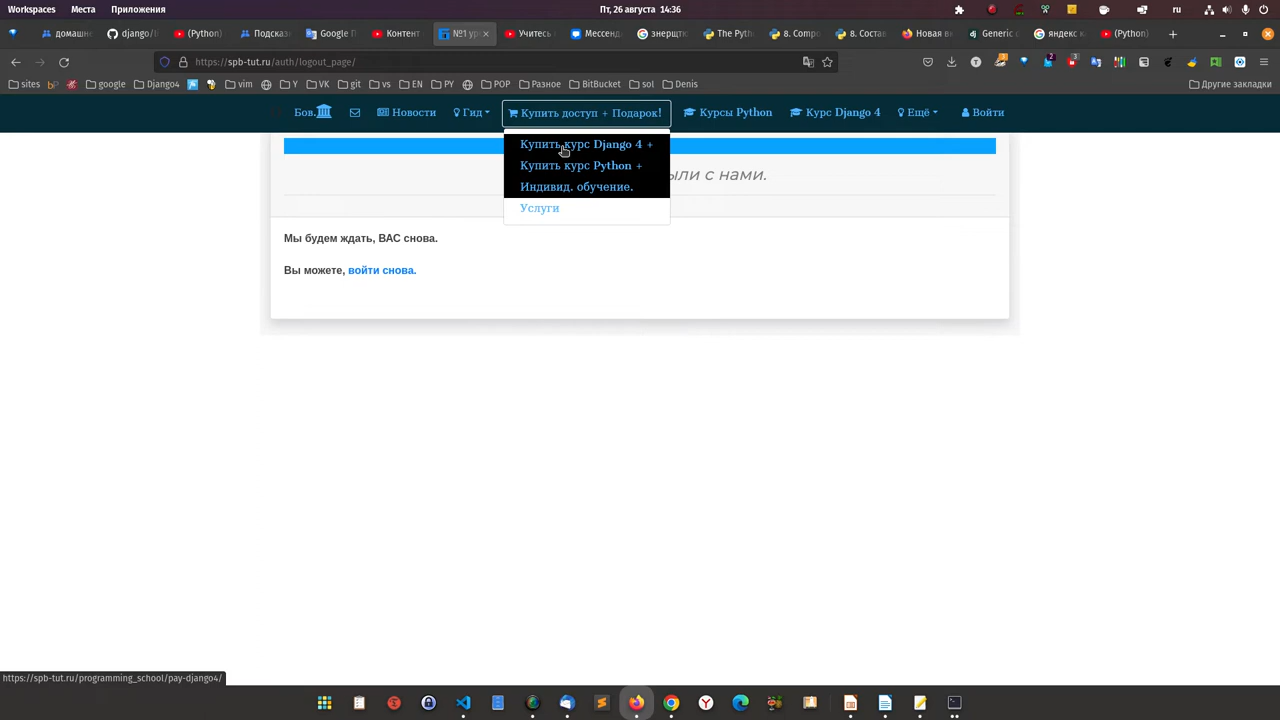 Workspaces Места Приложения Пт, 26 августа 14:36 ru
домашн django/ (Python) Подсказ Google П Контент №1 ур Учитесь Мессенд знерщтю The Pyth 8. Compo 8. Состав Новая в Generic d яндекс к (Python)
https://spb-tut.ru/auth/logout_page/
sites google Django4 vim Y VK git vs EN PY POP Разное BitBucket sol Denis Другие закладки
Бов. Новости Гид Купить доступ + Подарок! Курсы Python Курс Django 4 Ещё Войти
Купить курс Django 4 +
Купить курс Python +
ыли с нами.
Индивид. обучение.
Услуги
Мы будем ждать, ВАС снова.
Вы можете, войти снова.
https://spb-tut.ru/programming_school/pay-django4/